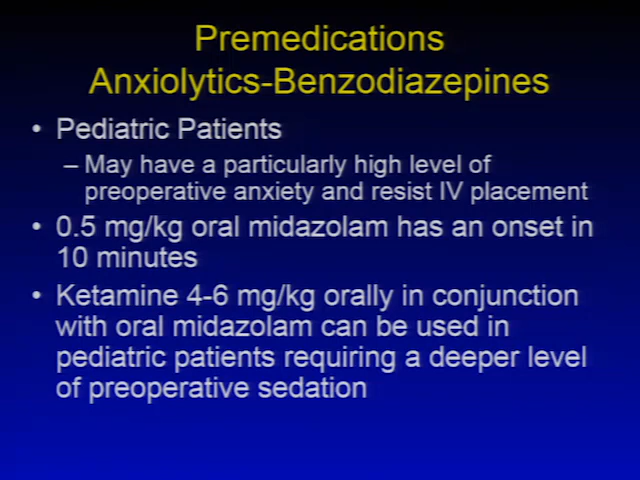 Premedications
Anxiolytics-Benzodiazepines
• Pediatric Patients
– May have a particularly high level of
preoperative anxiety and resist IV placement
• 0.5 mg/kg oral midazolam has an onset in
10 minutes
• Ketamine 4-6 mg/kg orally in conjunction
with oral midazolam can be used in
pediatric patients requiring a deeper level
of preoperative sedation